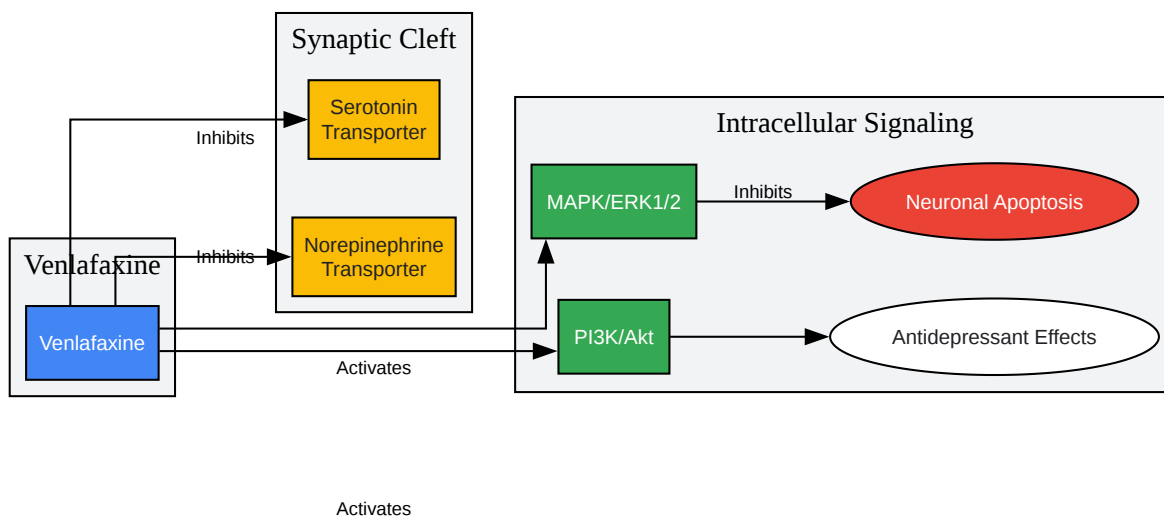 Synaptic Cleft
Serotonin
Transporter
Inhibits
Intracellular Signaling
MAPK/ERK1/2
Inhibits
Neuronal Apoptosis
Norepinephrine
Transporter
Inhibits
Venlafaxine
Venlafaxine
PI3K/Akt
Antidepressant Effects
Activates
Activates